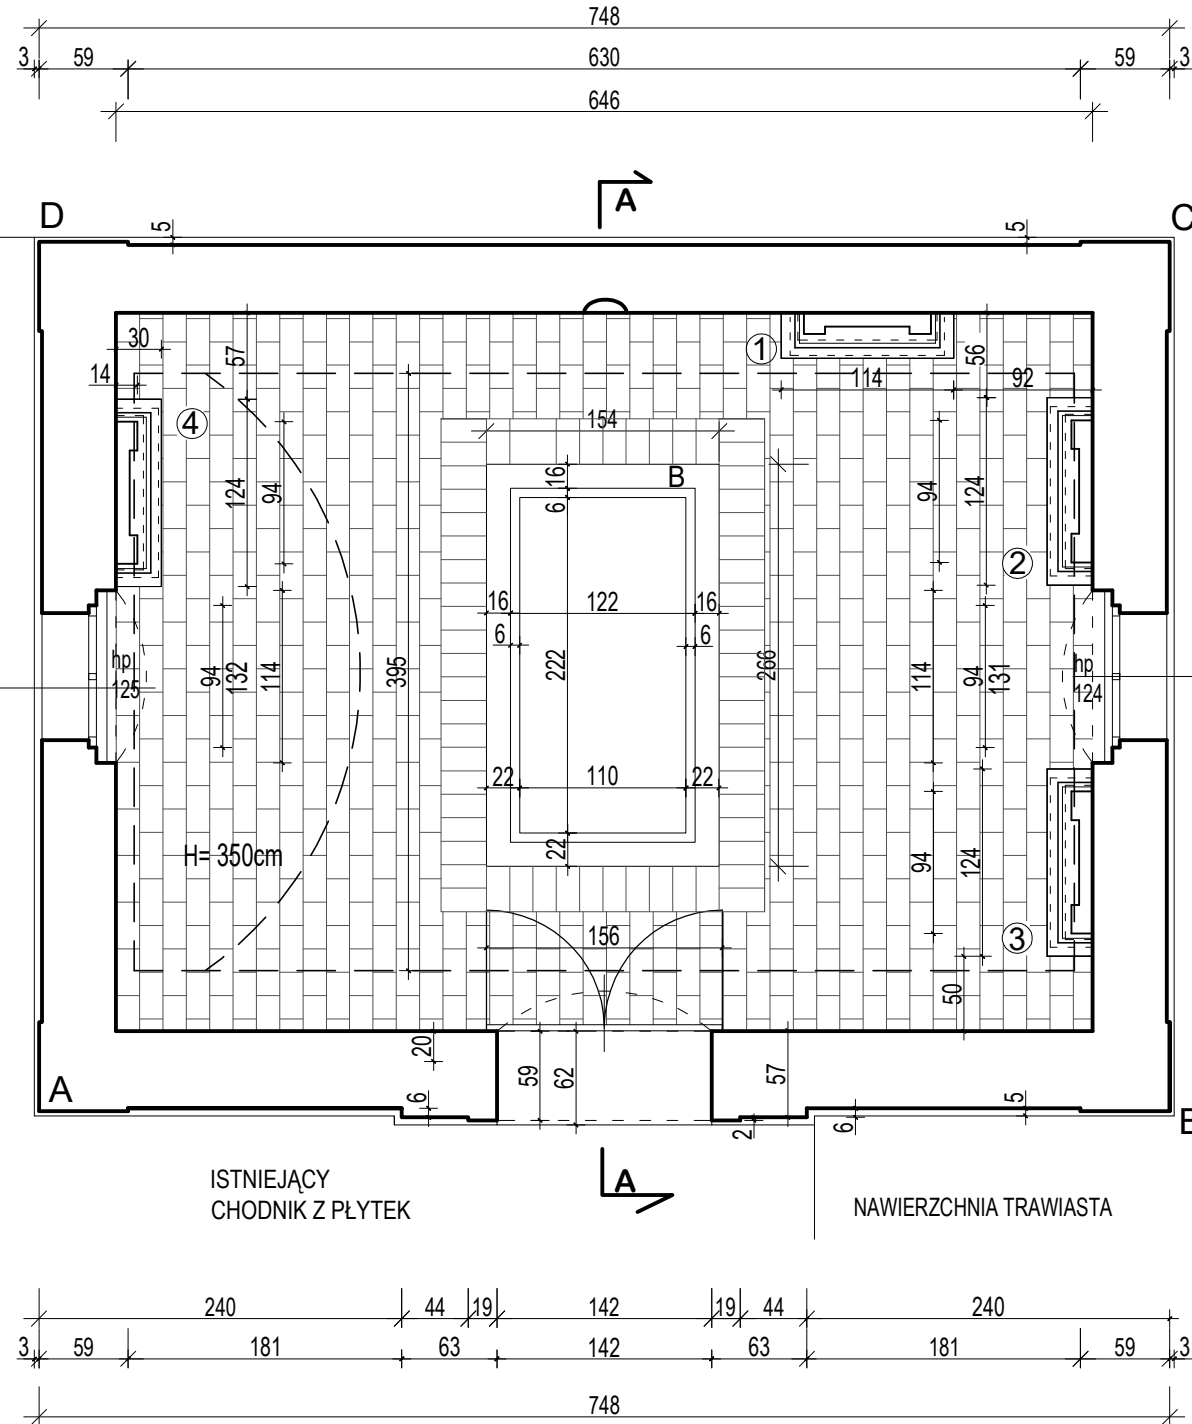 748
3 59 630 59 3
646
A
D C
5 5
30 57 1 56
14 114 92
4 154
16 B
124 94 6 94 124
2
16 122 16
6 6
hp 94 132 114 395 222 266 114 94 131 hp
125 124
22 110 22
22
H= 350cm 94 124
156 3
50
20 59 62 57
A 6 5
2 6
A
ISTNIEJĄCY
CHODNIK Z PŁYTEK
NAWIERZCHNIA TRAWIASTA
240 44 19 142 19 44 240
3 59 181 63 142 63 181 59 3
748